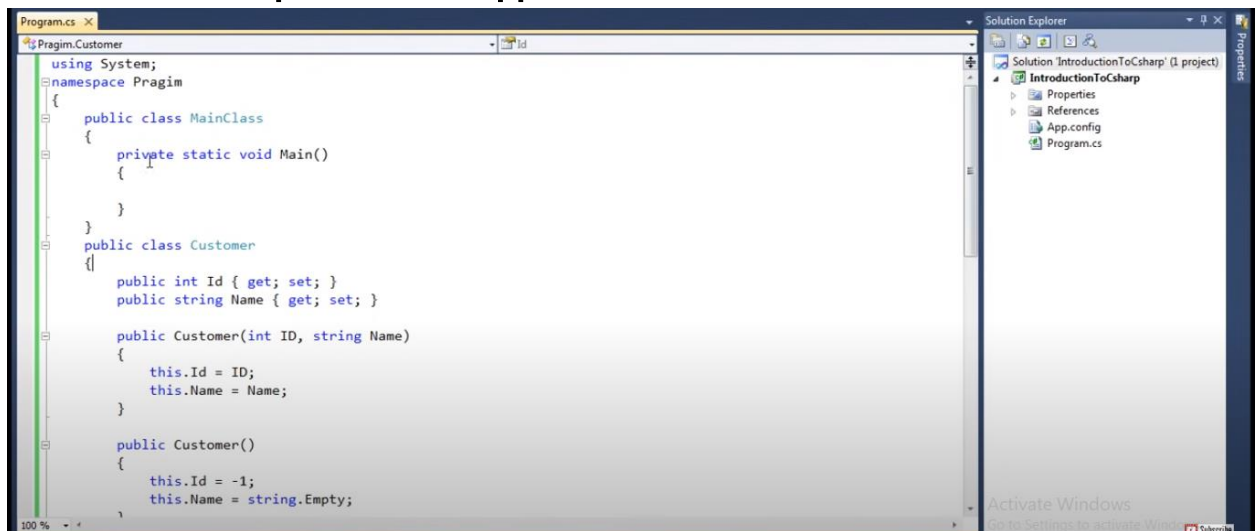 Program.cs
Pragim.Customer
Id
using System;
namespace Pragim
{
public class MainClass
{
private static void Main()
{
}
}
public class Customer
{
public int Id { get; set; }
public string Name { get; set; }
public Customer(int ID, string Name)
{
this.Id = ID;
this.Name = Name;
}
public Customer()
{
this.Id = -1;
this.Name = string.Empty;
}
100 %
Solution Explorer
Solution 'IntroductionToCsharp' (1 project)
IntroductionToCsharp
Properties
References
App.config
Program.cs
Properties
Activate Windows
Go to Settings to activate Windows
Subscribe